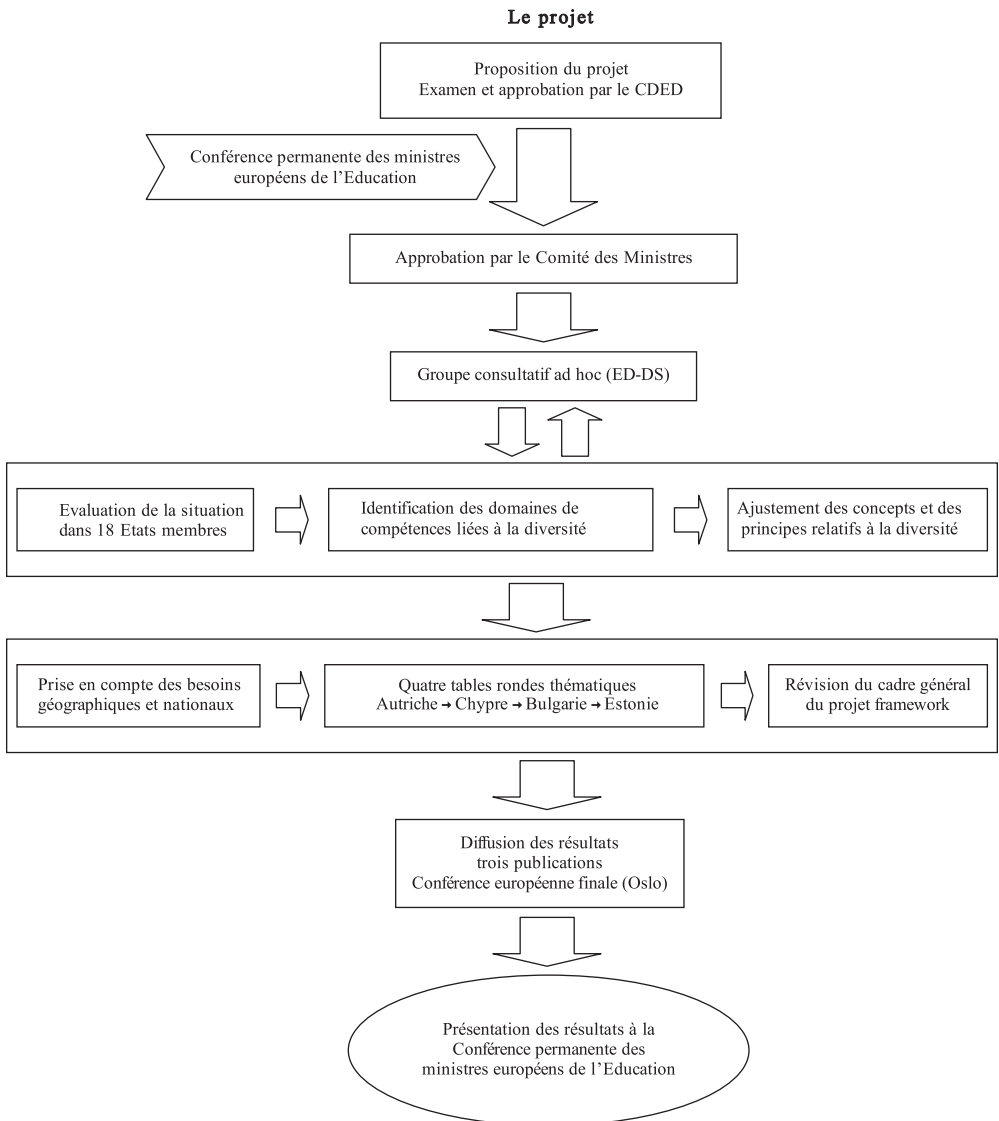 Le projet
Proposition du projet
Examen et approbation par le CDED
Conférence permanente des ministres
européens de l’Education
Approbation par le Comité des Ministres
Groupe consultatif ad hoc (ED-DS)
Evaluation de la situation
dans 18 Etats membres
Identification des domaines de
compétences liées à la diversité
Ajustement des concepts et des
principes relatifs à la diversité
Prise en compte des besoins
géographiques et nationaux
Quatre tables rondes thématiques
Autriche → Chypre → Bulgarie → Estonie
Révision du cadre général
du projet framework
Diffusion des résultats
trois publications
Conférence européenne finale (Oslo)
Présentation des résultats à la
Conférence permanente des
ministres européens de l’Education